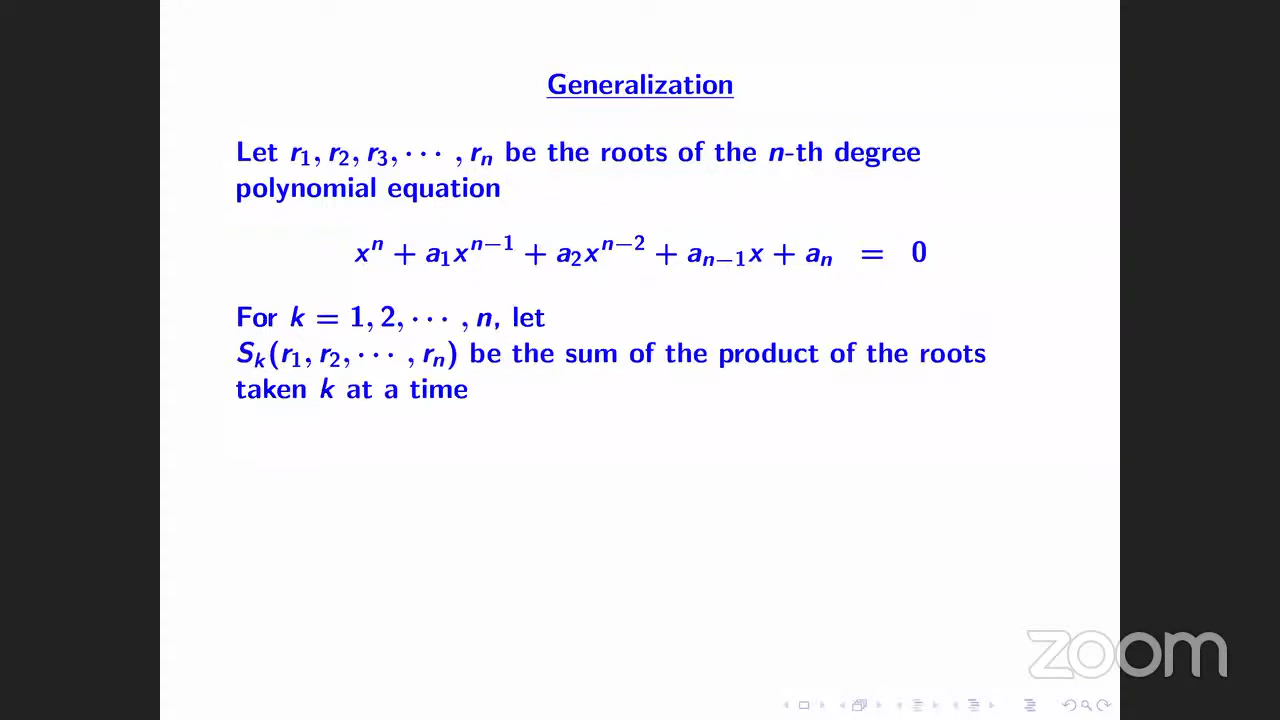 Generalization
Let r₁, r₂, r₃, ⋯ , rₙ be the roots of the n-th degree
polynomial equation
xⁿ + a₁xⁿ⁻¹ + a₂xⁿ⁻² + aₙ₋₁x + aₙ = 0
For k = 1, 2, ⋯ , n, let
Sₖ(r₁, r₂, ⋯ , rₙ) be the sum of the product of the roots
taken k at a time
zoom